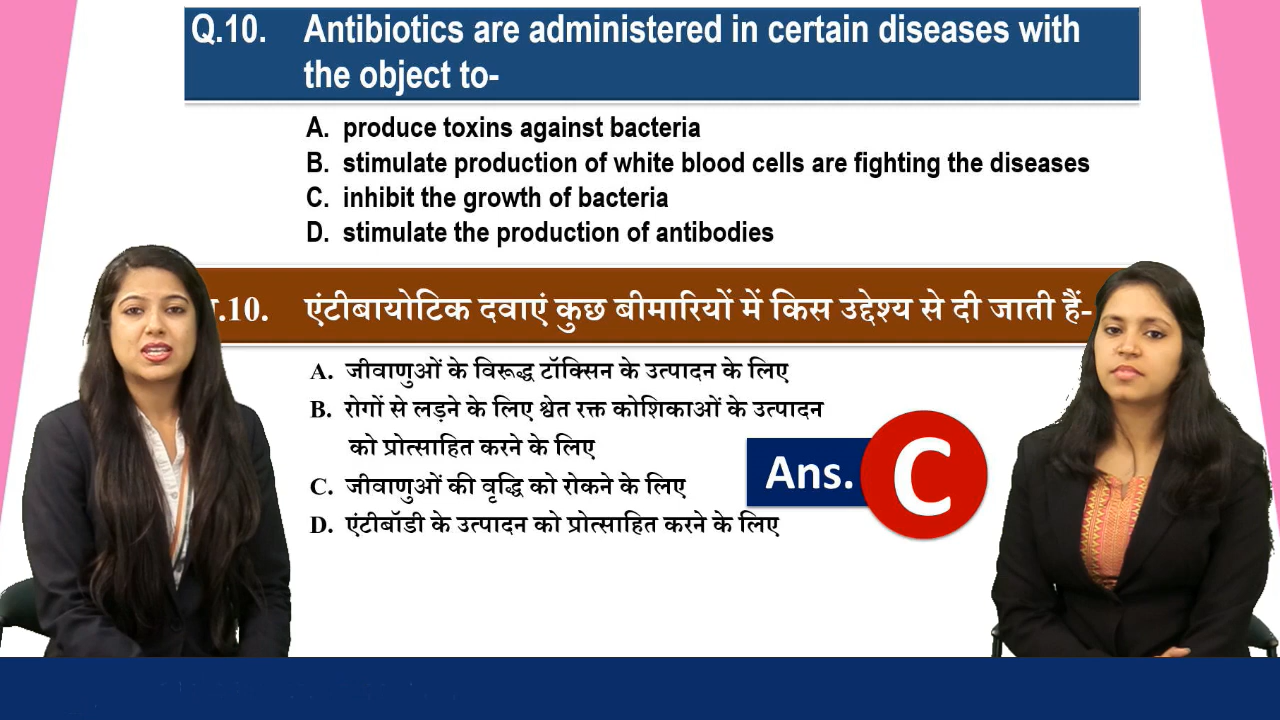 Q.10. Antibiotics are administered in certain diseases with
the object to-
A. produce toxins against bacteria
B. stimulate production of white blood cells are fighting the diseases
C. inhibit the growth of bacteria
D. stimulate the production of antibodies
.10. एंटीबायोटिक दवाएं कुछ बीमारियों में किस उद्देश्य से दी जाती हैं-
A. जीवाणुओं के विरूद्ध टॉक्सिन के उत्पादन के लिए
B. रोगों से लड़ने के लिए श्वेत रक्त कोशिकाओं के उत्पादन
को प्रोत्साहित करने के लिए
C. जीवाणुओं की वृद्धि को रोकने के लिए
D. एंटीबॉडी के उत्पादन को प्रोत्साहित करने के लिए
Ans. C